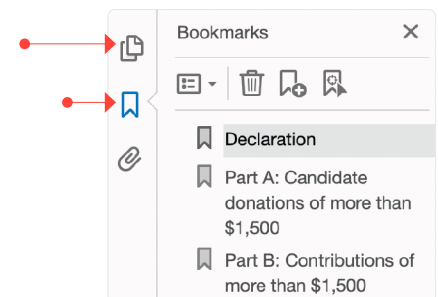 Bookmarks
Declaration
Part A: Candidate
donations of more than
$1,500
Part B: Contributions of
more than $1,500